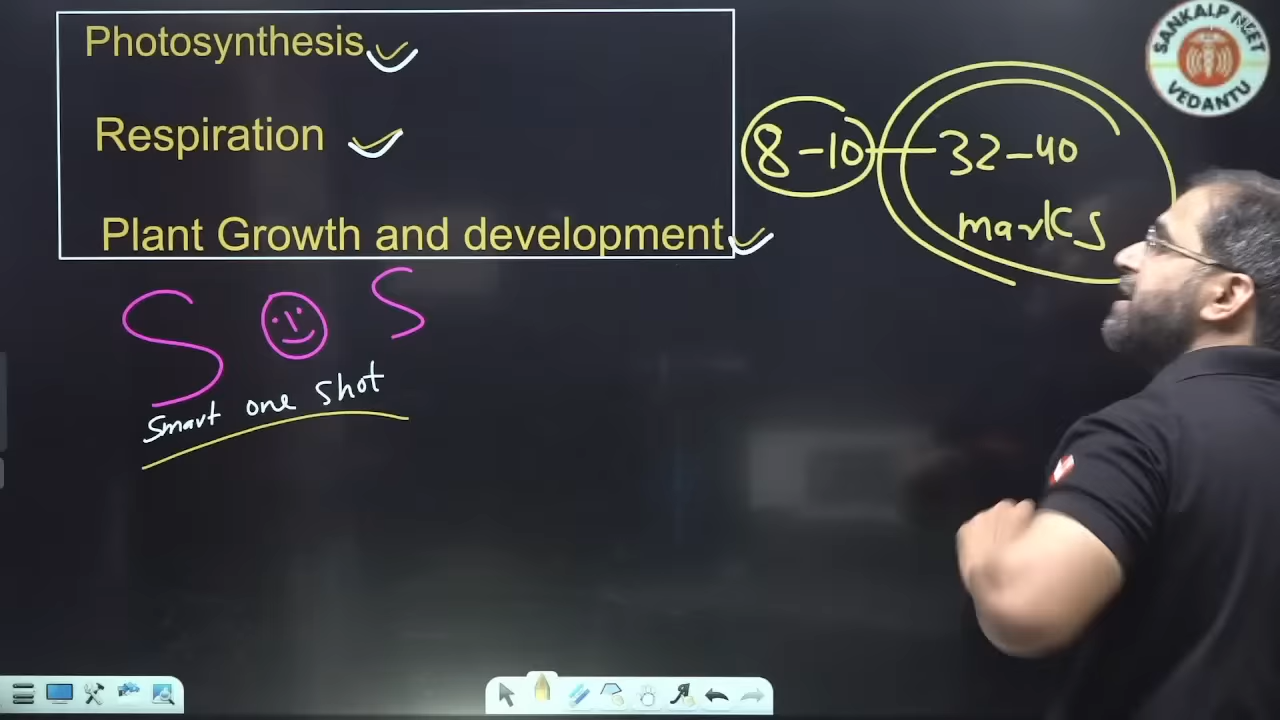 Photosynthesis
Respiration
Plant Growth and development
8-10 32-40
marks
S O S
Smart one shot
SANKALP NEET
VEDANTU